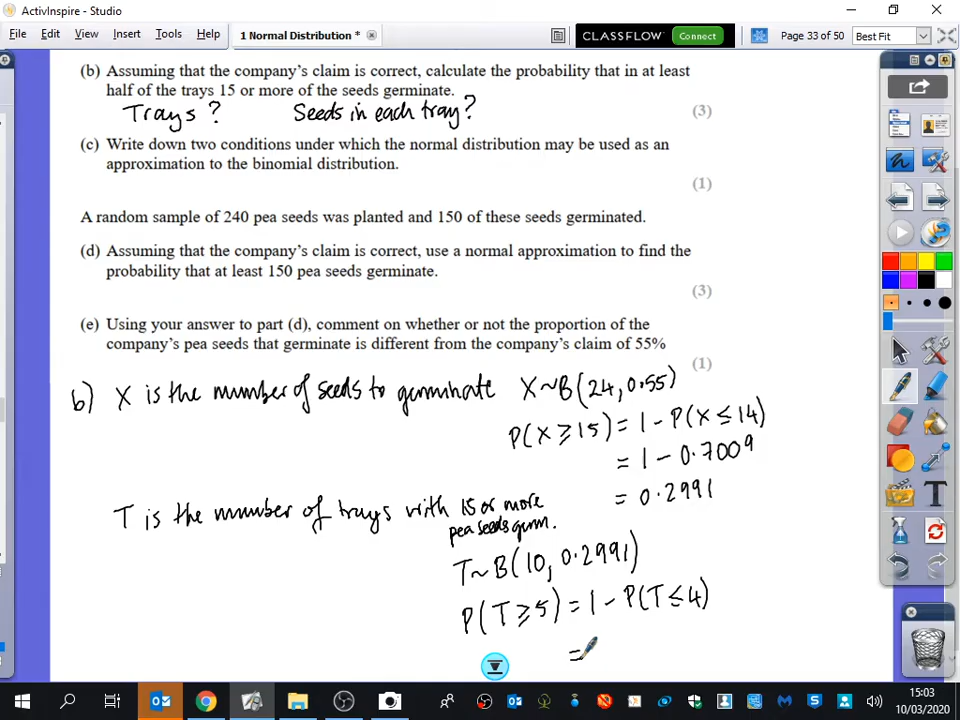 ActivInspire - Studio
File Edit View Insert Tools Help
1 Normal Distribution *
CLASSFLOW Connect
Page 33 of 50
Best Fit
(b) Assuming that the company's claim is correct, calculate the probability that in at least
half of the trays 15 or more of the seeds germinate.
(3)
Trays ? Seeds in each tray?
(c) Write down two conditions under which the normal distribution may be used as an
approximation to the binomial distribution.
(1)
A random sample of 240 pea seeds was planted and 150 of these seeds germinated.
(d) Assuming that the company's claim is correct, use a normal approximation to find the
probability that at least 150 pea seeds germinate.
(3)
(e) Using your answer to part (d), comment on whether or not the proportion of the
company's pea seeds that germinate is different from the company's claim of 55%
(1)
b) X is the number of seeds to germinate X~B(24, 0.55)
P(X ≥ 15) = 1 - P(X ≤ 14)
= 1 - 0.7009
= 0.2991
T is the number of trays with 15 or more
pea seeds germ.
T~B(10, 0.2991)
P(T ≥ 5) = 1 - P(T ≤ 4)
=
15:03
10/03/2020